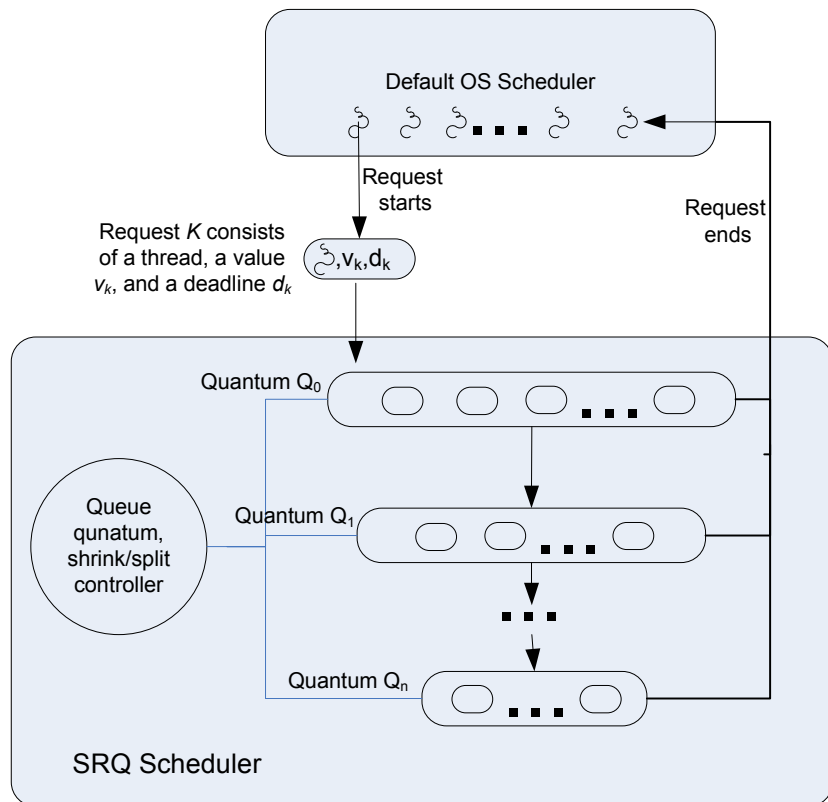 Default OS Scheduler
Request
starts
Request
ends
Request K consists
of a thread, a value
vₖ, and a deadline dₖ
,vₖ,dₖ
Quantum Q₀
Queue
qunatum,
shrink/split
controller
Quantum Q₁
Quantum Qₙ
SRQ Scheduler